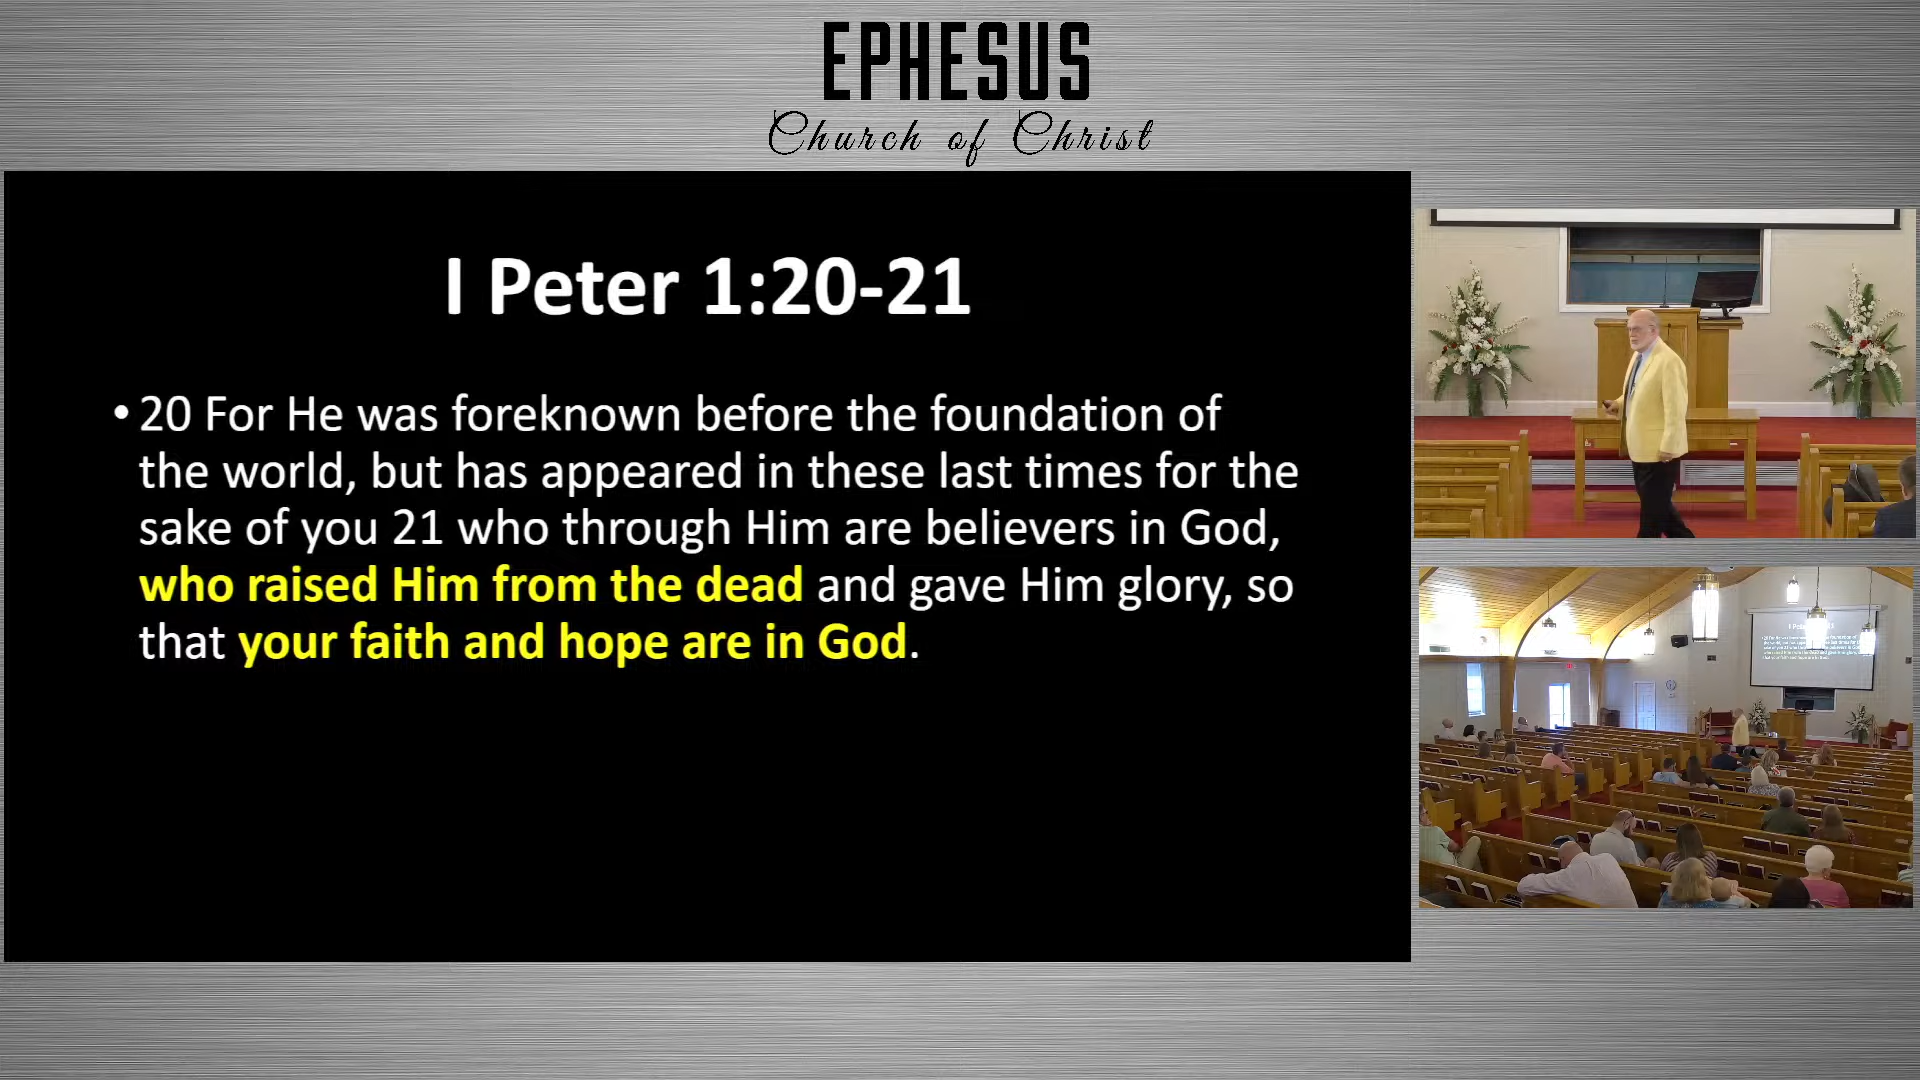 EPHESUS
Church of Christ
I Peter 1:20-21
• 20 For He was foreknown before the foundation of
the world, but has appeared in these last times for the
sake of you 21 who through Him are believers in God,
who raised Him from the dead and gave Him glory, so
that your faith and hope are in God.